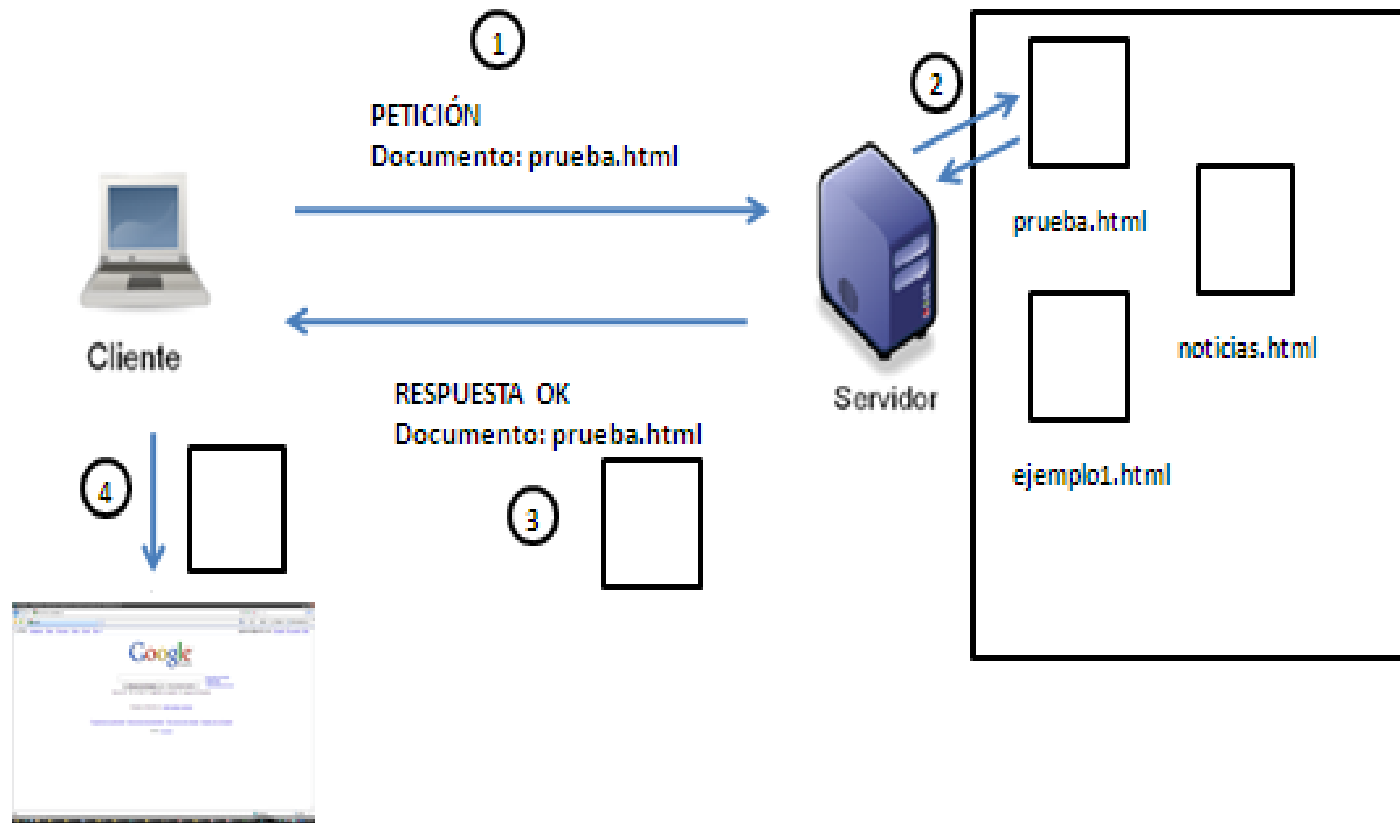 1
PETICIÓN
Documento: prueba.html
2
prueba.html
noticias.html
ejemplo1.html
Cliente
Servidor
RESPUESTA OK
Documento: prueba.html
3
4
Google